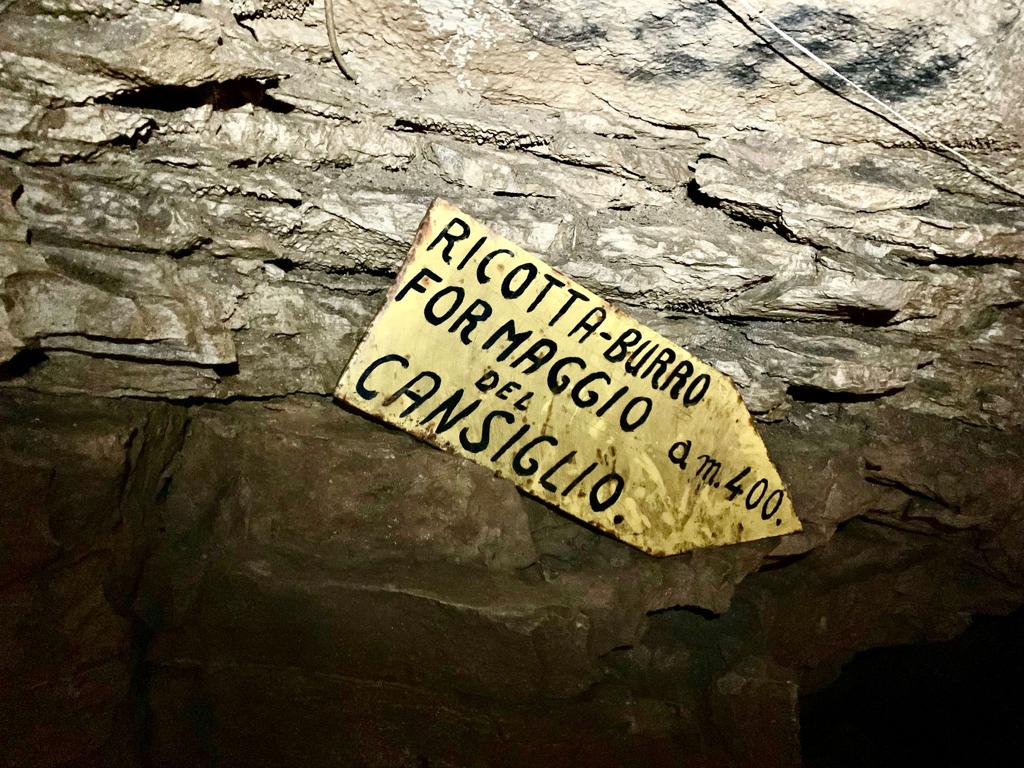 RICOTTA-BURRO
FORMAGGIO
DEL
CANSIGLIO.
a m. 400.